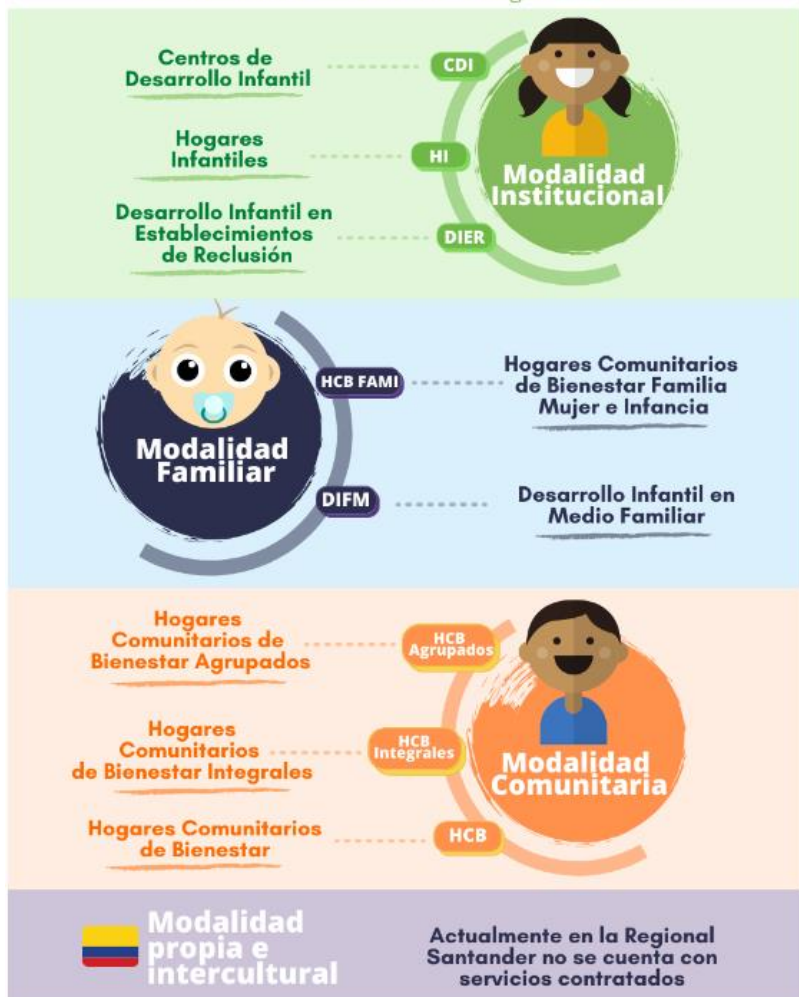 Centros de
Desarrollo Infantil
CDI
Hogares
Infantiles
HI
Desarrollo Infantil en
Establecimientos
de Reclusión
DIER
Modalidad
Institucional
Modalidad
Familiar
HCB FAMI
Hogares Comunitarios
de Bienestar Familia
Mujer e Infancia
DIFM
Desarrollo Infantil en
Medio Familiar
Hogares
Comunitarios de
Bienestar Agrupados
HCB
Agrupados
Hogares
Comunitarios
de Bienestar Integrales
HCB
Integrales
Hogares Comunitarios
de Bienestar
HCB
Modalidad
Comunitaria
Modalidad
propia e
intercultural
Actualmente en la Regional
Santander no se cuenta con
servicios contratados